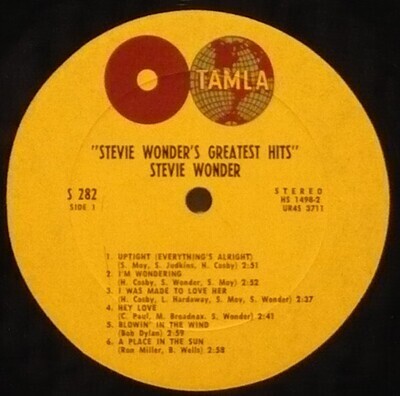 TAMLA
"STEVIE WONDER'S GREATEST HITS"
STEVIE WONDER
S 282
SIDE 1
STEREO
HS 1498-2
UR4S 3711
1. UPTIGHT (EVERYTHING'S ALRIGHT)
(S. Moy, S. Judkins, H. Cosby) 2:51
2. I'M WONDERING
(H. Cosby, S. Wonder, S. Moy) 2:52
3. I WAS MADE TO LOVE HER
(H. Cosby, L. Hardaway, S. Moy, S. Wonder) 2:37
4. HEY LOVE
(C. Paul, M. Broadnax, S. Wonder) 2:41
5. BLOWIN' IN THE WIND
(Bob Dylan) 2:59
6. A PLACE IN THE SUN
(Ron Miller, B. Wells) 2:58